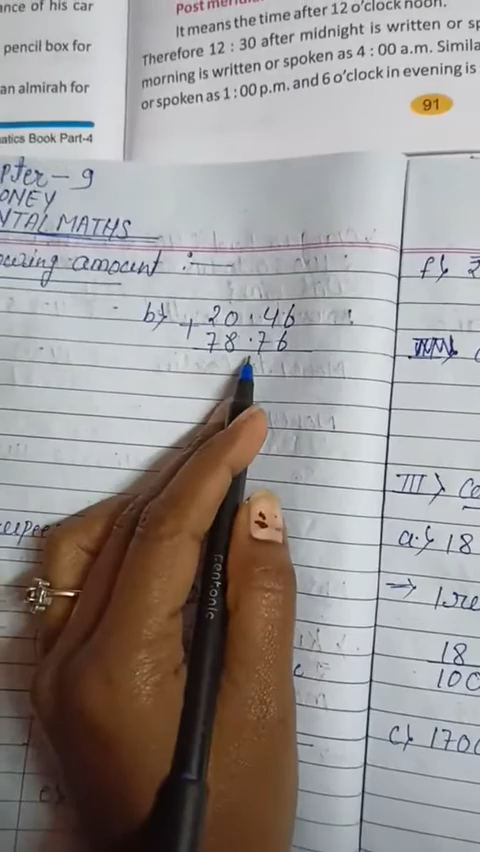 nce of his car
pencil box for
an almirah for
atics Book Part-4
Post meri
It means the time after 12 o'clock noon.
Therefore 12 : 30 after midnight is written or sp
morning is written or spoken as 4 : 00 a.m. Simila
or spoken as 1 : 00 p.m. and 6 o'clock in evening is
91
pter - 9
ONEY
NTAL MATHS
owing amount :-
b) + 20.46
78.76
f) ₹
III) Co
a) 18
→ 1 re
18
100
c) 1700
e)
Pentonic